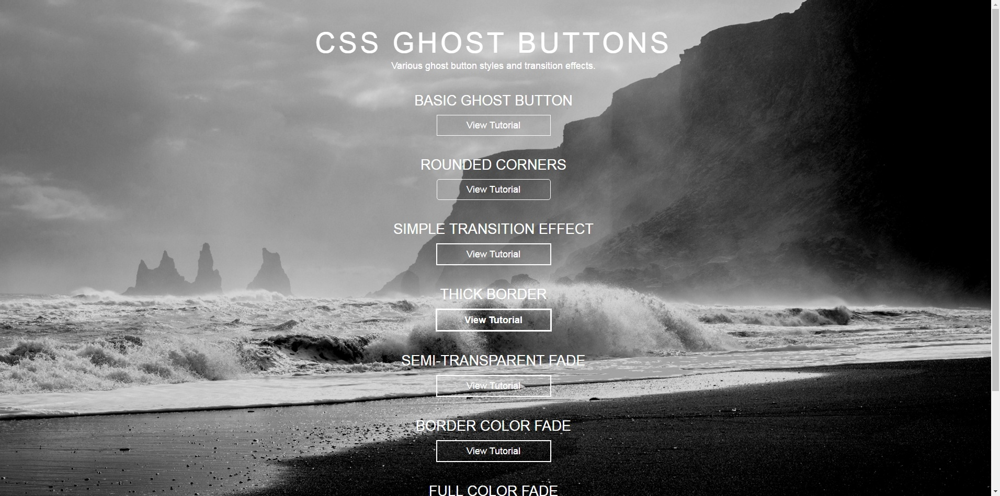 CSS GHOST BUTTONS
Various ghost button styles and transition effects.
BASIC GHOST BUTTON
View Tutorial
ROUNDED CORNERS
View Tutorial
SIMPLE TRANSITION EFFECT
View Tutorial
THICK BORDER
View Tutorial
SEMI-TRANSPARENT FADE
View Tutorial
BORDER COLOR FADE
View Tutorial
FULL COLOR FADE